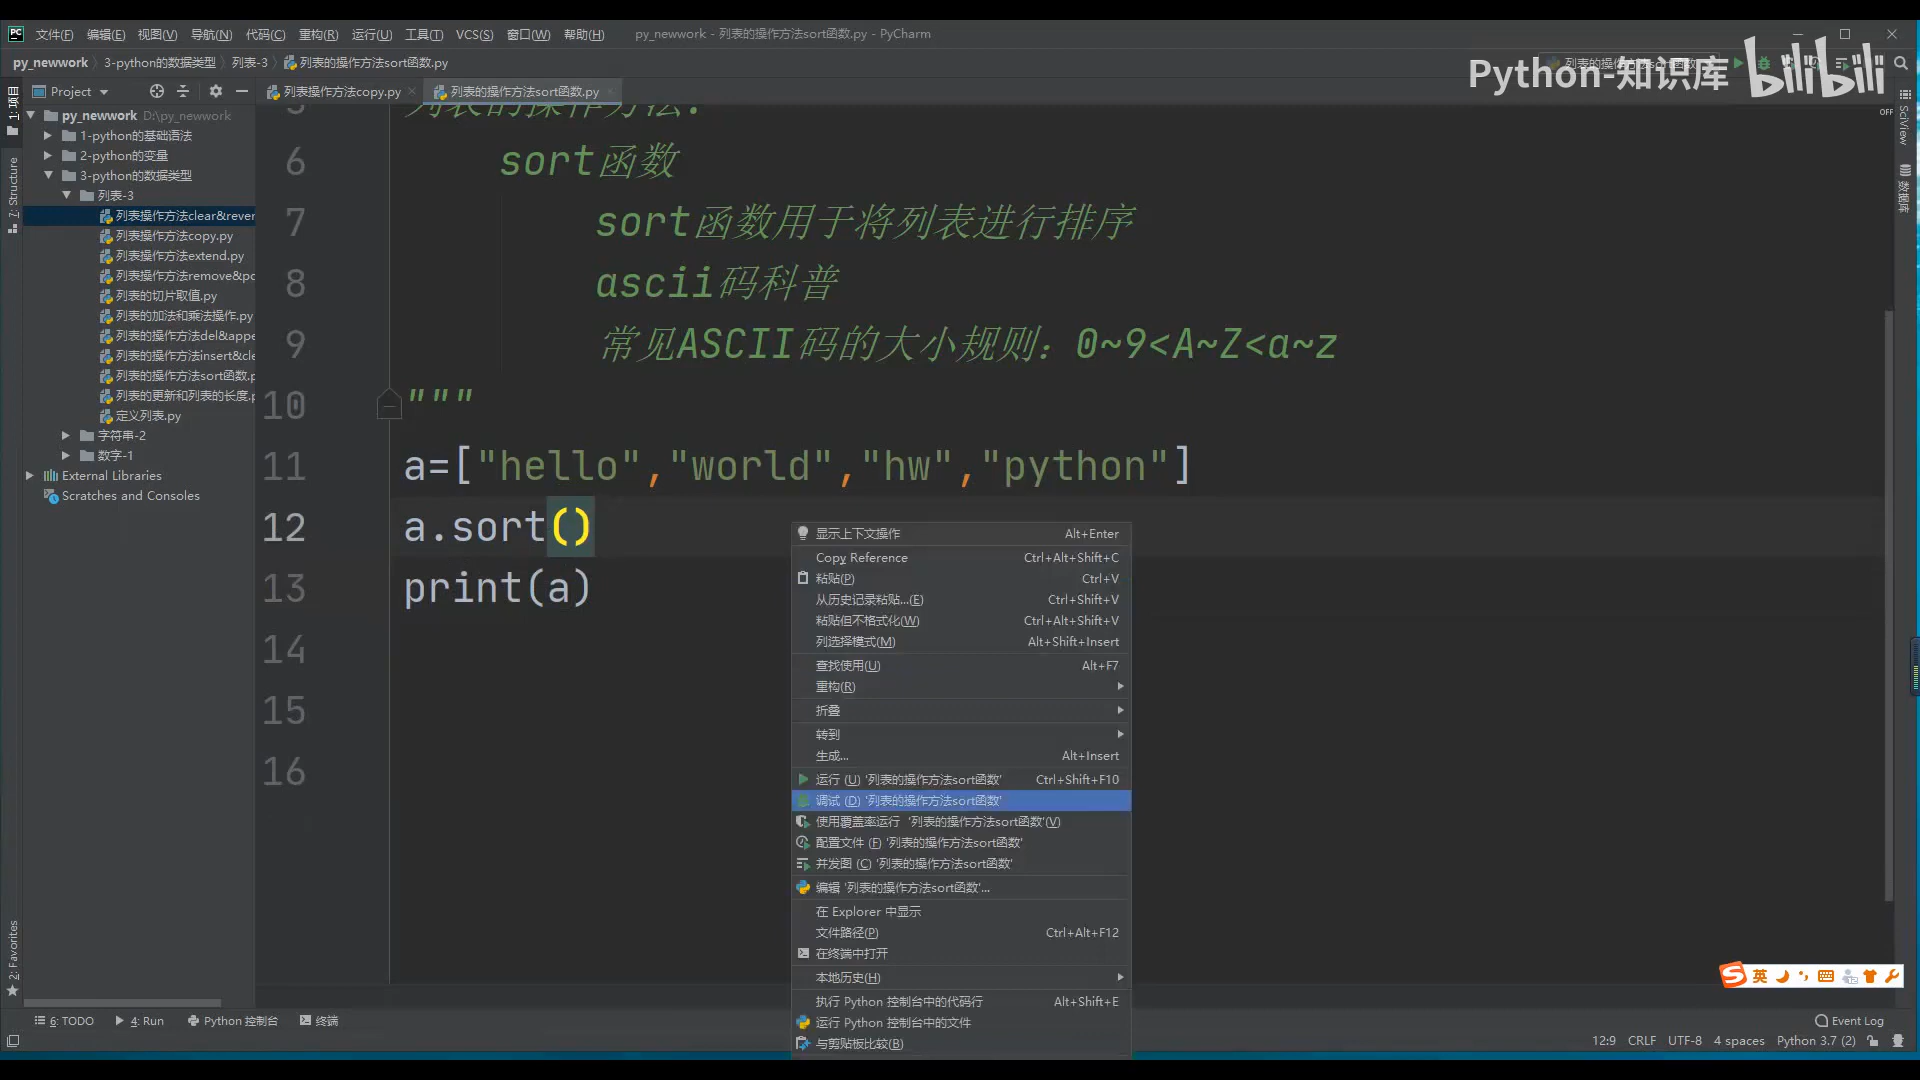 文件(F) 编辑(E) 视图(V) 导航(N) 代码(C) 重构(R) 运行(U) 工具(T) VCS(S) 窗口(W) 帮助(H) py_newwork - 列表的操作方法sort函数.py - PyCharm
py_newwork 3-python的数据类型 列表-3 列表的操作方法sort函数.py
Python-知识库 bilibili
Project
列表操作方法copy.py
列表的操作方法sort函数.py
1:项目
7: Structure
2: Favorites
SciView
数据库
OFF
py_newwork D:\py_newwork
1-python的基础语法
2-python的变量
3-python的数据类型
列表-3
列表操作方法clear&rever
列表操作方法copy.py
列表操作方法extend.py
列表操作方法remove&pc
列表的切片取值.py
列表的加法和乘法操作.py
列表的操作方法del&appe
列表的操作方法insert&cle
列表的操作方法sort函数.p
列表的更新和列表的长度.p
定义列表.py
字符串-2
数字-1
External Libraries
Scratches and Consoles
5 列表的操作方法:
6 sort函数
7 sort函数用于将列表进行排序
8 ascii码科普
9 常见ASCII码的大小规则：0~9<A~Z<a~z
10 """
11 a=["hello","world","hw","python"]
12 a.sort()
13 print(a)
14
15
16
显示上下文操作 Alt+Enter
Copy Reference Ctrl+Alt+Shift+C
粘贴(P) Ctrl+V
从历史记录粘贴...(E) Ctrl+Shift+V
粘贴但不格式化(W) Ctrl+Alt+Shift+V
列选择模式(M) Alt+Shift+Insert
查找使用(U) Alt+F7
重构(R)
折叠
转到
生成... Alt+Insert
运行 (U) '列表的操作方法sort函数' Ctrl+Shift+F10
调试 (D) '列表的操作方法sort函数'
使用覆盖率运行 '列表的操作方法sort函数'(V)
配置文件 (F) '列表的操作方法sort函数'
并发图 (C) '列表的操作方法sort函数'
编辑 '列表的操作方法sort函数'...
在 Explorer 中显示
文件路径(P) Ctrl+Alt+F12
在终端中打开
本地历史(H)
执行 Python 控制台中的代码行 Alt+Shift+E
运行 Python 控制台中的文件
与剪贴板比较(B)
英
6: TODO 4: Run Python 控制台 终端 Event Log
12:9 CRLF UTF-8 4 spaces Python 3.7 (2)